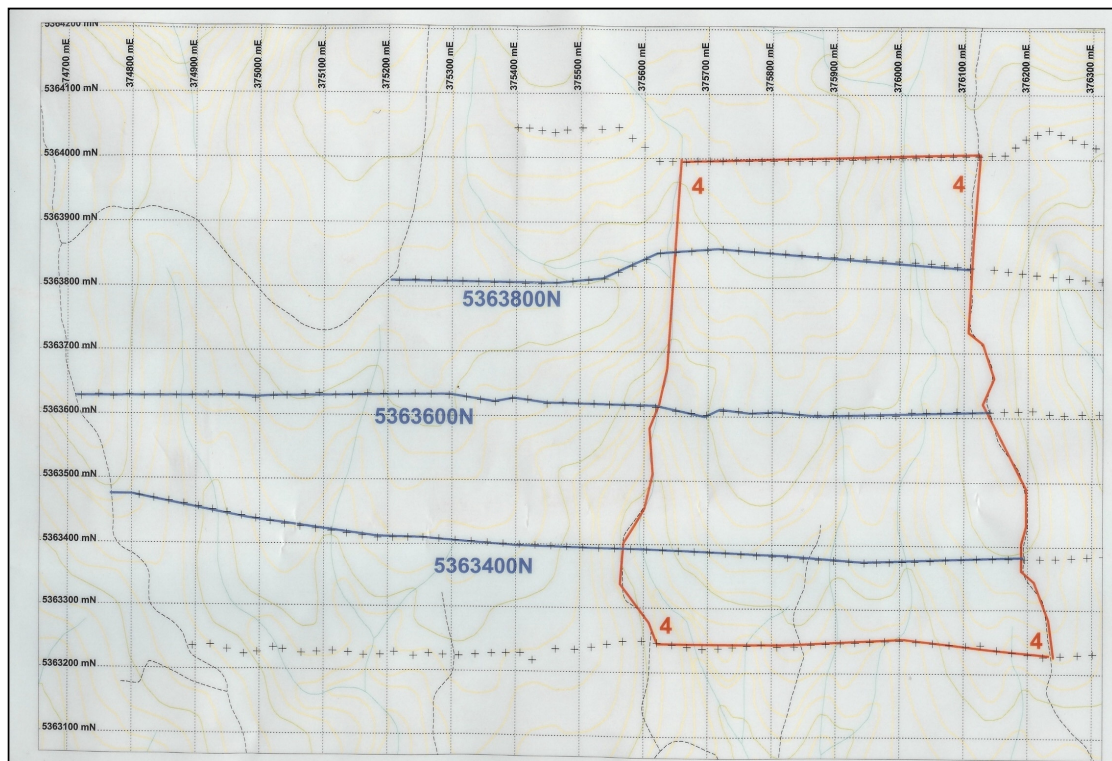 5364200 mN
374700 mE
374800 mE
374900 mE
375000 mE
375100 mE
375200 mE
375300 mE
375400 mE
375500 mE
375600 mE
375700 mE
375800 mE
375900 mE
376000 mE
376100 mE
376200 mE
376300 mE
5364100 mN
5364000 mN
4
4
5363900 mN
5363800 mN
5363800N
5363700 mN
5363600 mN
5363600N
5363500 mN
5363400 mN
5363400N
5363300 mN
4
4
5363200 mN
5363100 mN